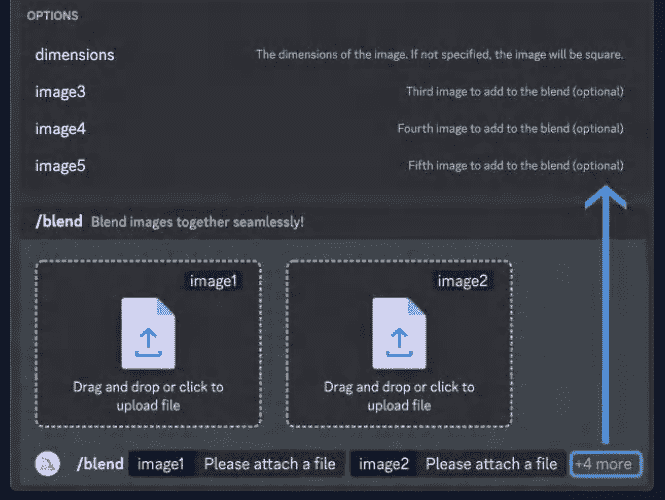 OPTIONS
dimensions The dimensions of the image. If not specified, the image will be square.
image3 Third image to add to the blend (optional)
image4 Fourth image to add to the blend (optional)
image5 Fifth image to add to the blend (optional)
/blend Blend images together seamlessly!
image1 image2
Drag and drop or click to upload file
Drag and drop or click to upload file
/blend image1 Please attach a file image2 Please attach a file +4 more